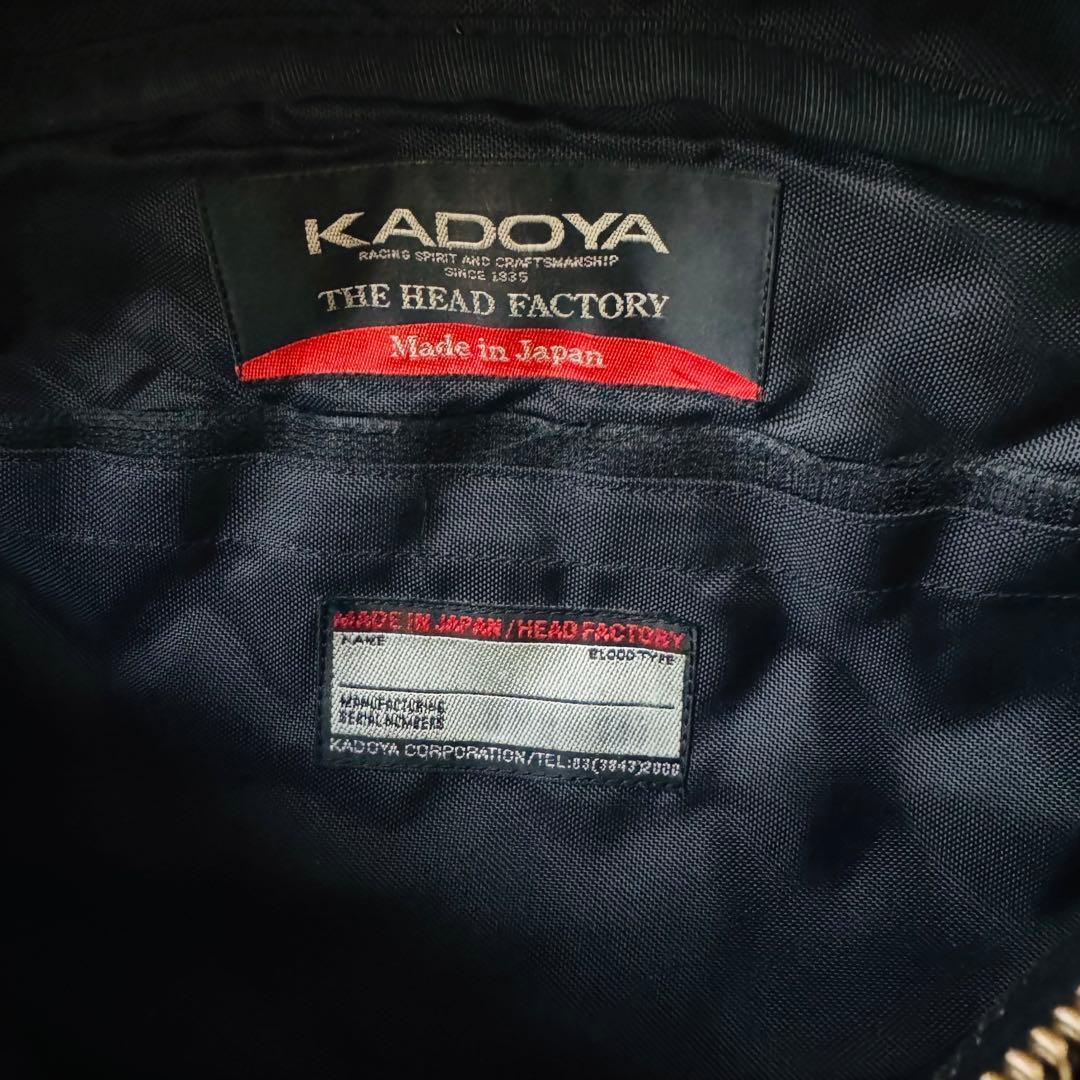 KADOYA
RACING SPIRIT AND CRAFTSMANSHIP
SINCE 1935
THE HEAD FACTORY
Made in Japan
MADE IN JAPAN / HEAD FACTORY
NAME BLOOD TYPE
MANUFACTURING
SERIAL NUMBERS
KADOYA CORPORATION/TEL:03(3843)2000